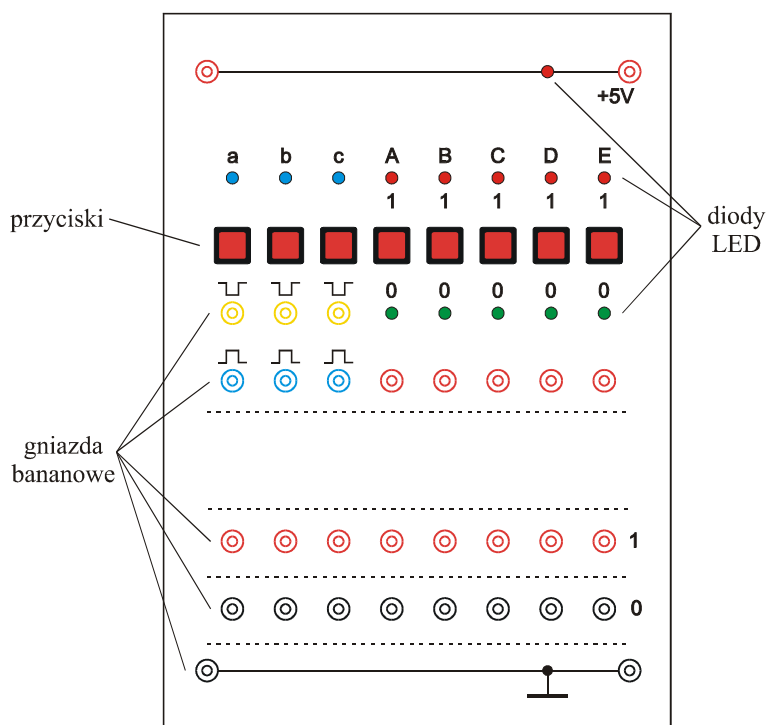 +5V
a b c A B C D E
1 1 1 1 1
przyciski
diody
LED
0 0 0 0 0
gniazda
bananowe
1
0